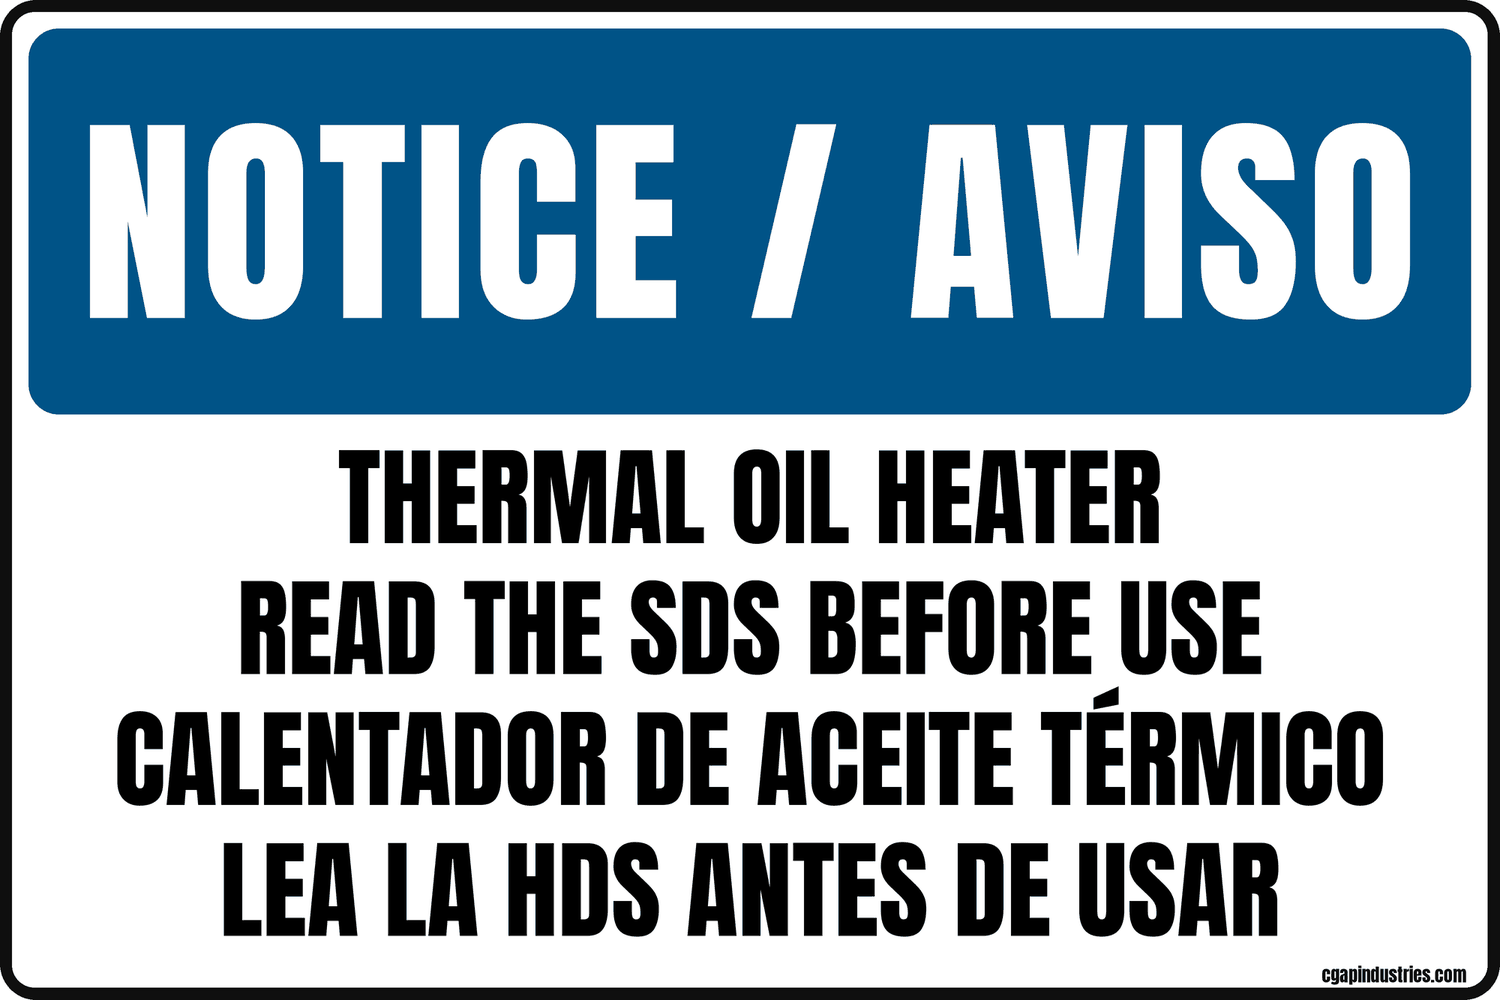 NOTICE / AVISO
THERMAL OIL HEATER
READ THE SDS BEFORE USE
CALENTADOR DE ACEITE TÉRMICO
LEA LA HDS ANTES DE USAR
cgapindustries.com